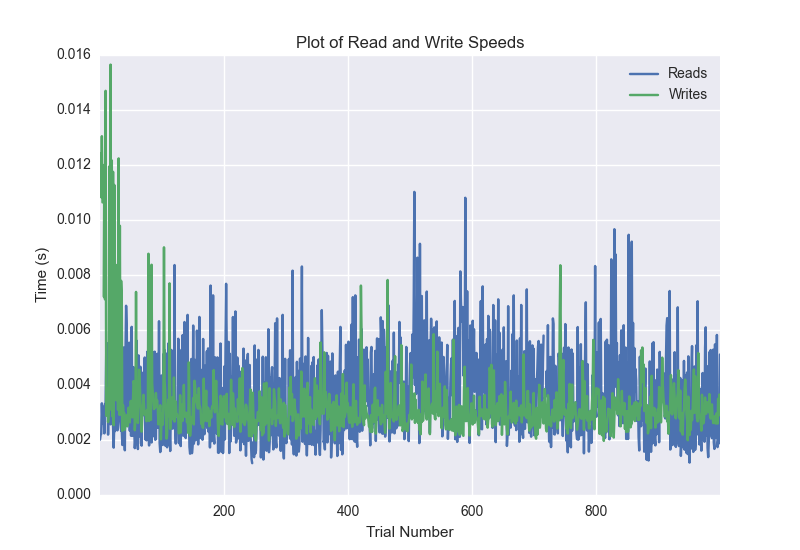 Plot of Read and Write Speeds
Reads
Writes
0.016
0.014
0.012
0.010
0.008
0.006
0.004
0.002
0.000
Time (s)
200
400
600
800
Trial Number